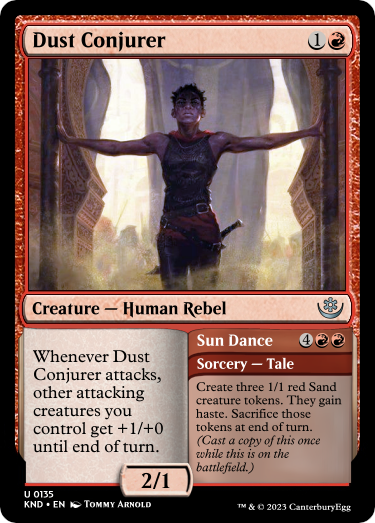 Dust Conjurer 1
Creature — Human Rebel
Whenever Dust
Conjurer attacks,
other attacking
creatures you
control get +1/+0
until end of turn.
Sun Dance 4
Sorcery — Tale
Create three 1/1 red Sand
creature tokens. They gain
haste. Sacrifice those
tokens at end of turn.
(Cast a copy of this once
while this is on the
battlefield.)
2/1
U 0135
KND • EN TOMMY ARNOLD
™ & © 2023 CanterburyEgg